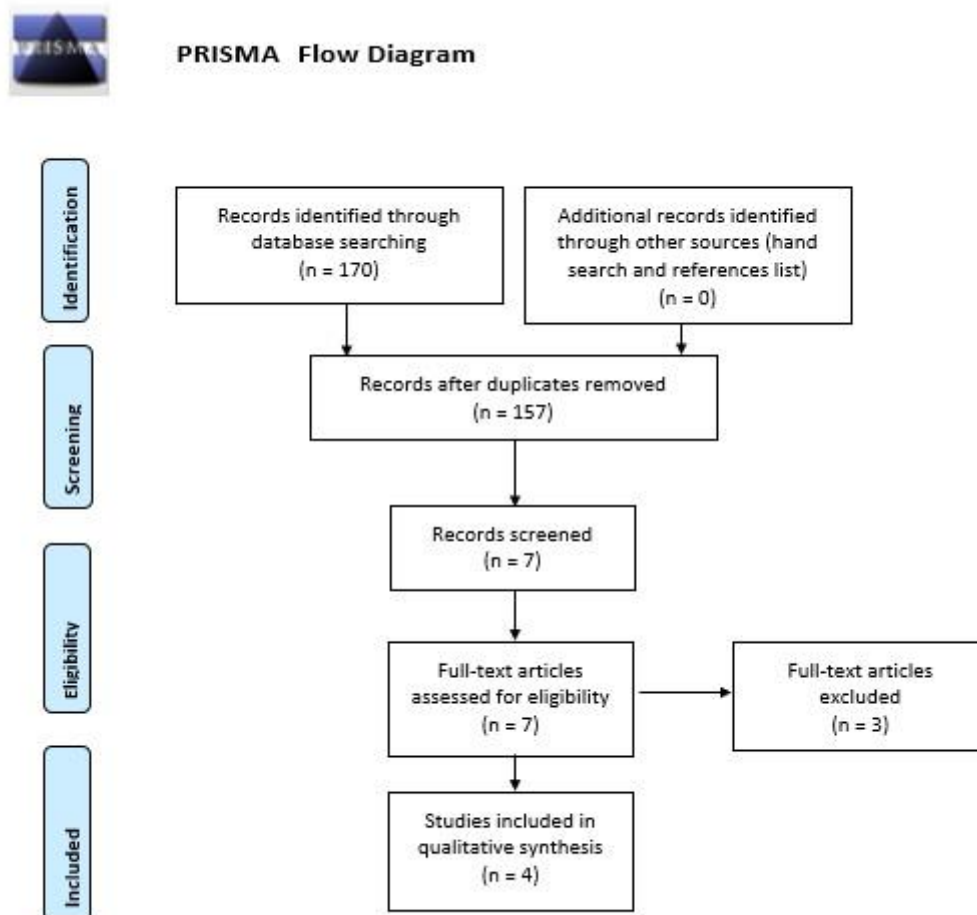 PRISMA
PRISMA Flow Diagram
Identification
Records identified through
database searching
(n = 170)
Additional records identified
through other sources (hand
search and references list)
(n = 0)
Screening
Records after duplicates removed
(n = 157)
Records screened
(n = 7)
Eligibility
Full-text articles
assessed for eligibility
(n = 7)
Full-text articles
excluded
(n = 3)
Included
Studies included in
qualitative synthesis
(n = 4)